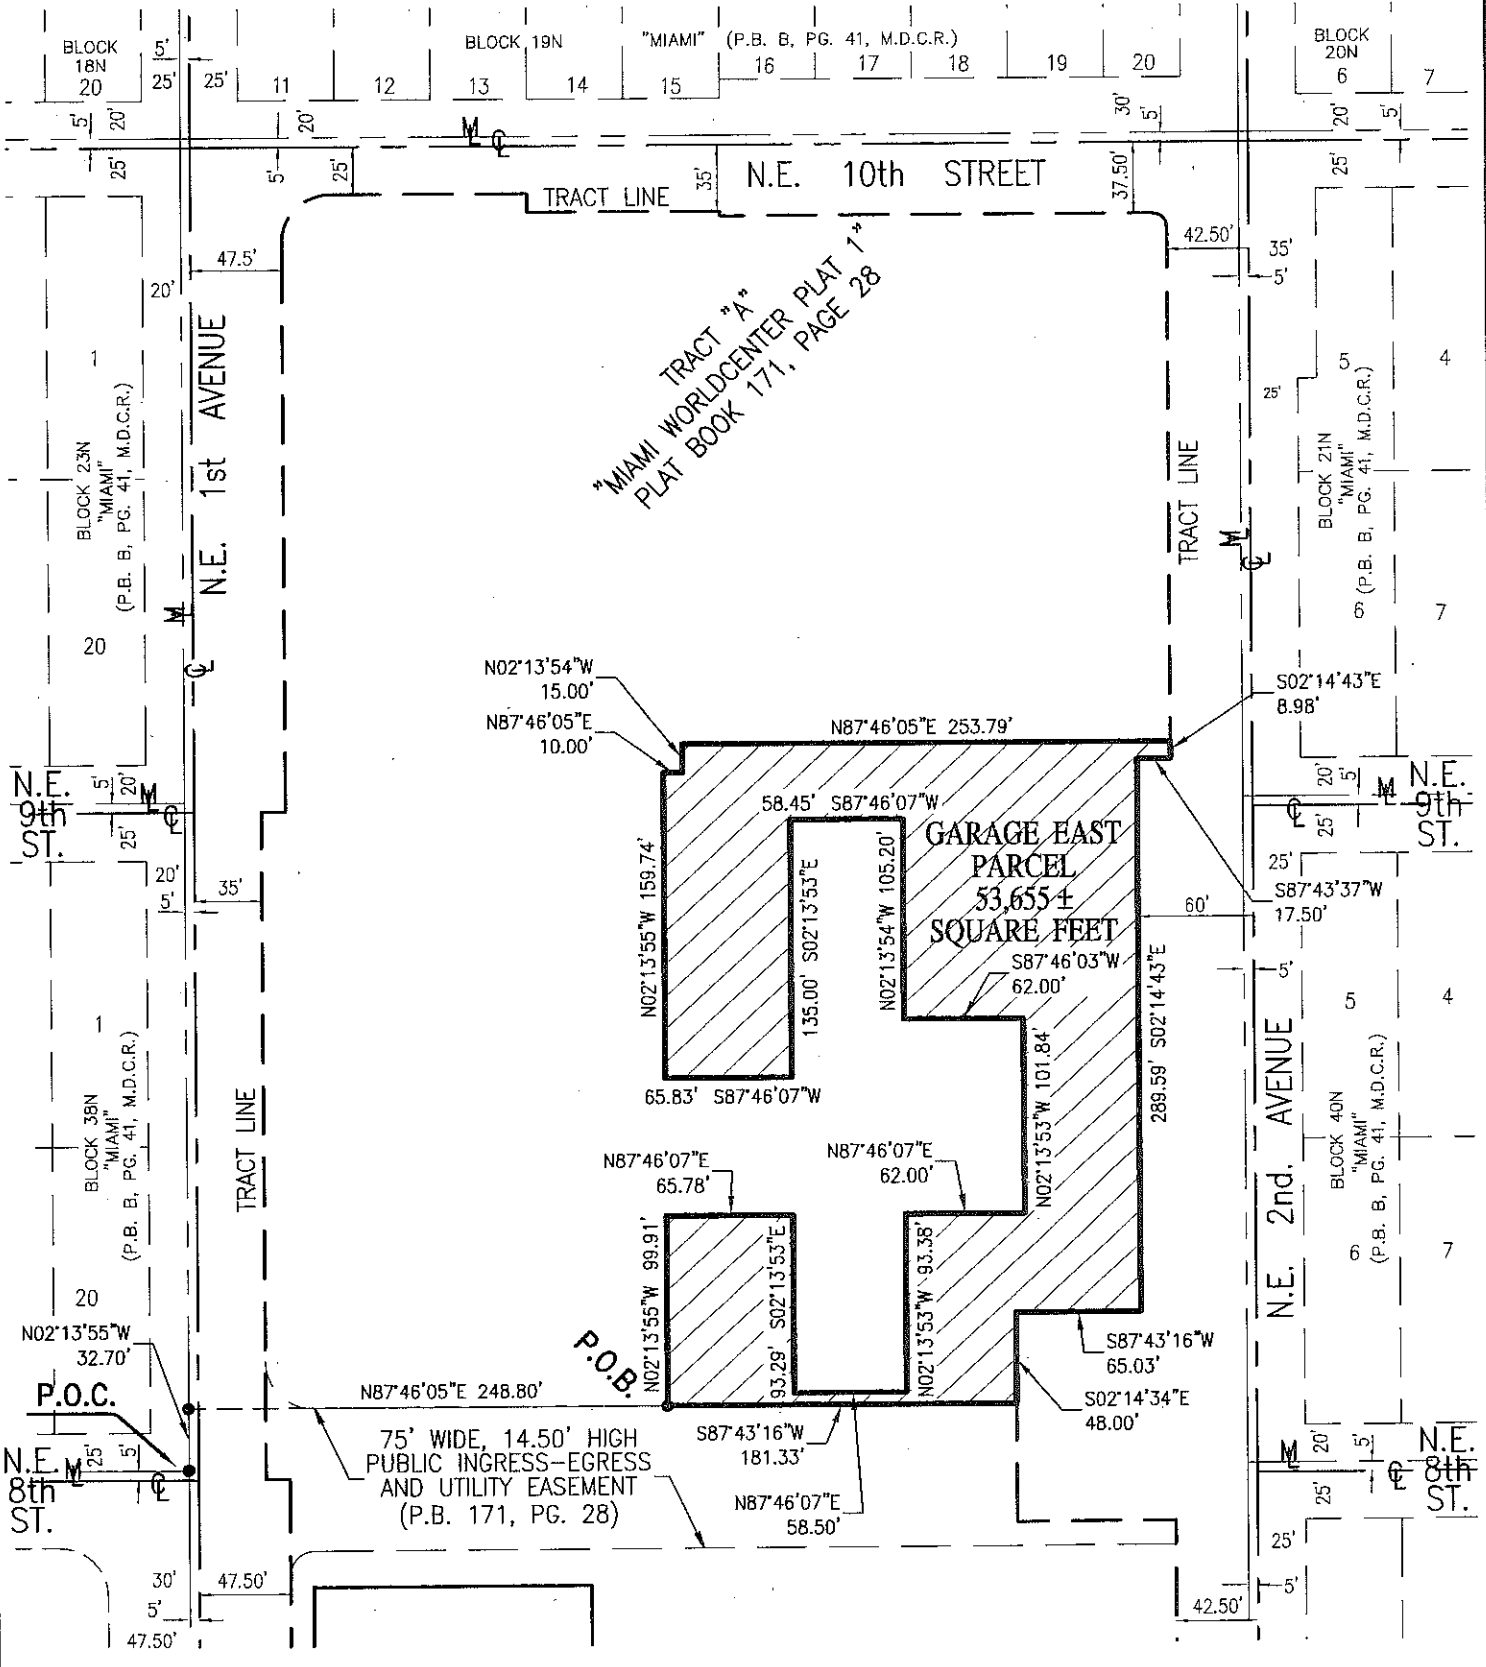 BLOCK
18N
20
5'
25'
25'
BLOCK 19N
"MIAMI"
(P.B. B, PG. 41, M.D.C.R.)
11
12
13
14
15
16
17
18
19
20
BLOCK
20N
6
7
5'
20'
25'
20'
5'
25'
M
L
C
L
35'
N.E. 10th STREET
TRACT LINE
30'
5'
37.50'
20'
5'
25'
47.5'
20'
42.50'
35'
5'
25'
TRACT "A"
"MIAMI WORLDCENTER PLAT 1"
PLAT BOOK 171, PAGE 28
1
BLOCK 23N
"MIAMI"
(P.B. B, PG. 41, M.D.C.R.)
20
N.E. 1st AVENUE
TRACT LINE
5
4
BLOCK 21N
"MIAMI"
(P.B. B, PG. 41, M.D.C.R.)
6
7
N02°13'54"W
15.00'
N87°46'05"E
10.00'
N87°46'05"E 253.79'
S02°14'43"E
8.98'
N.E.
9th
ST.
5'
20'
25'
20'
5'
35'
58.45' S87°46'07"W
GARAGE EAST
PARCEL
53,655±
SQUARE FEET
N02°13'55"W 159.74'
135.00' S02°13'53"E
N02°13'54"W 105.20'
S87°46'03"W
62.00'
S87°43'37"W
17.50'
60'
20'
5'
25'
25'
N.E.
9th
ST.
5'
289.59' S02°14'43"E
N02°13'53"W 101.84'
65.83' S87°46'07"W
1
BLOCK 38N
"MIAMI"
(P.B. B, PG. 41, M.D.C.R.)
20
TRACT LINE
N.E. 2nd. AVENUE
5
4
BLOCK 40N
"MIAMI"
(P.B. B, PG. 41, M.D.C.R.)
6
7
N87°46'07"E
65.78'
N87°46'07"E
62.00'
N02°13'55"W 99.91'
93.29' S02°13'53"E
N02°13'53"W 93.38'
N02°13'55"W
32.70'
P.O.C.
P.O.B.
N87°46'05"E 248.80'
S87°43'16"W
65.03'
S02°14'34"E
48.00'
S87°43'16"W
181.33'
N87°46'07"E
58.50'
75' WIDE, 14.50' HIGH
PUBLIC INGRESS-EGRESS
AND UTILITY EASEMENT
(P.B. 171, PG. 28)
N.E.
8th
ST.
25'
5'
20'
5'
25'
N.E.
8th
ST.
30'
5'
47.50'
47.50'
25'
5'
42.50'